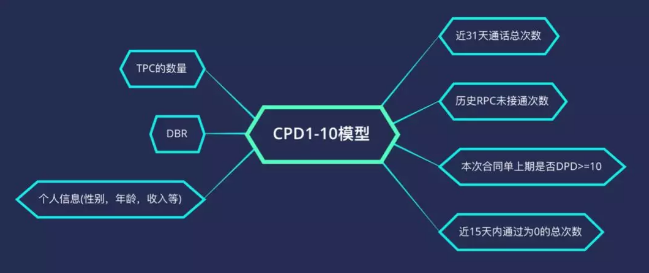 近31天通话总次数
TPC的数量
历史RPC未接通次数
DBR
CPD1-10模型
本次合同单上期是否DPD>=10
个人信息(性别，年龄，收入等)
近15天内通过为0的总次数